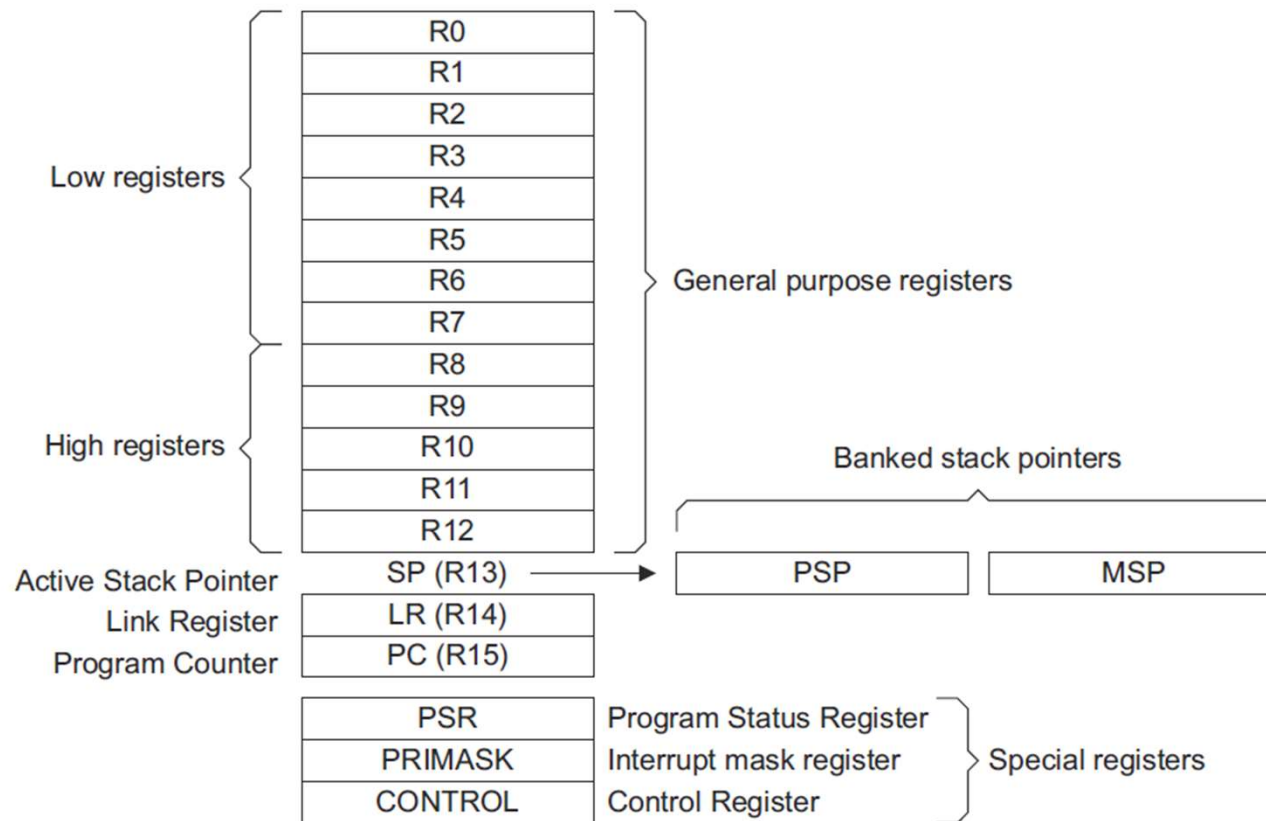 R0
R1
R2
R3
Low registers
R4
R5
R6
General purpose registers
R7
R8
R9
High registers
R10
Banked stack pointers
R11
R12
Active Stack Pointer
SP (R13)
PSP
MSP
Link Register
LR (R14)
Program Counter
PC (R15)
PSR
Program Status Register
PRIMASK
Interrupt mask register
Special registers
CONTROL
Control Register